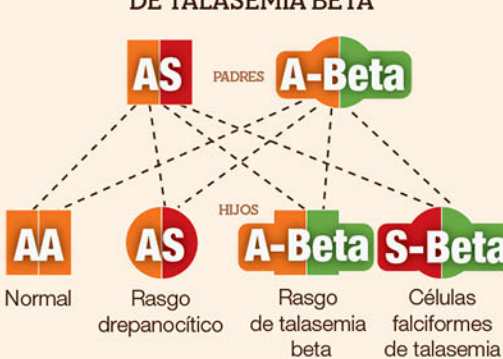 DE TALASEMIA BETA
AS PADRES A-Beta
HIJOS
AA AS A-Beta S-Beta
Normal
Rasgo
drepanocítico
Rasgo
de talasemia
beta
Células
falciformes
de talasemia